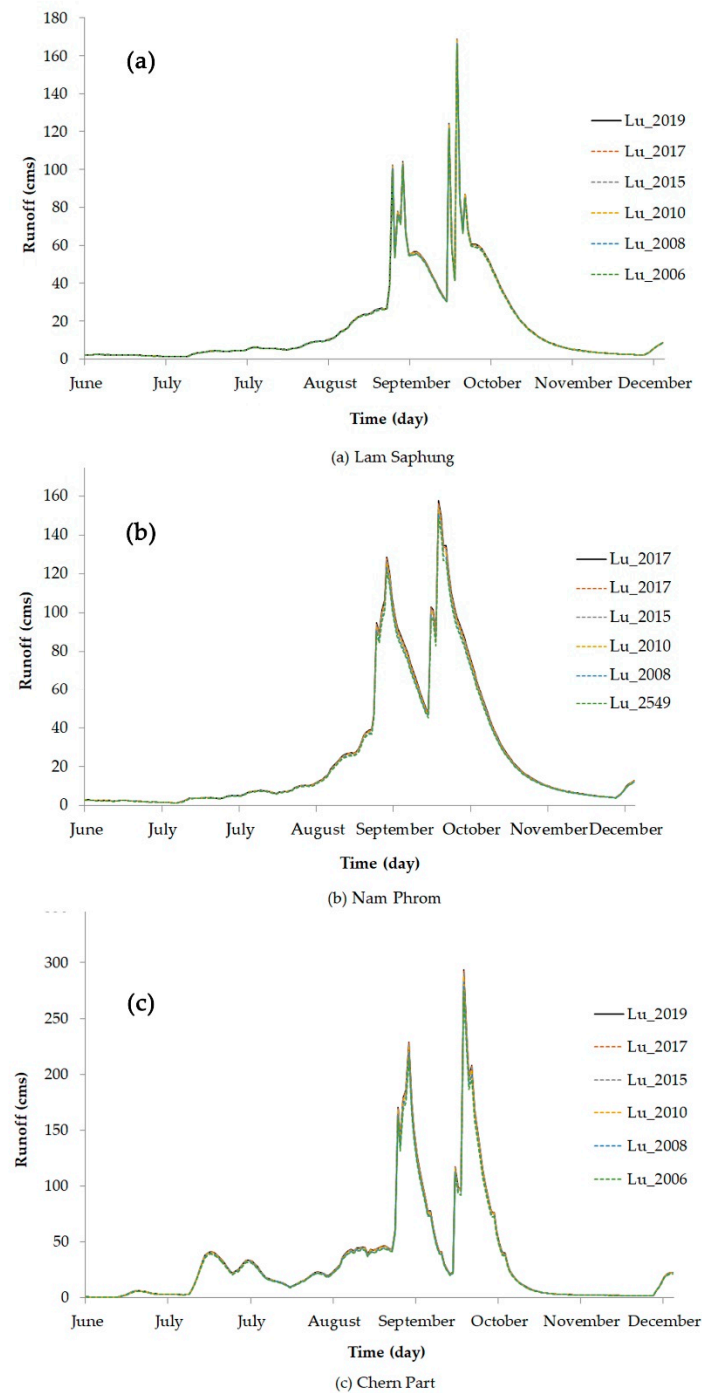 180
160
140
120
100
80
60
40
20
0
Runoff (cms)
(a)
Lu_2019
Lu_2017
Lu_2015
Lu_2010
Lu_2008
Lu_2006
June July July August September October November December
Time (day)
(a) Lam Saphung
160
140
120
100
80
60
40
20
0
Runoff (cms)
(b)
Lu_2017
Lu_2017
Lu_2015
Lu_2010
Lu_2008
Lu_2549
June July July August September October November December
Time (day)
(b) Nam Phrom
300
250
200
150
100
50
0
Runoff (cms)
(c)
Lu_2019
Lu_2017
Lu_2015
Lu_2010
Lu_2008
Lu_2006
June July July August September October November December
Time (day)
(c) Chern Part